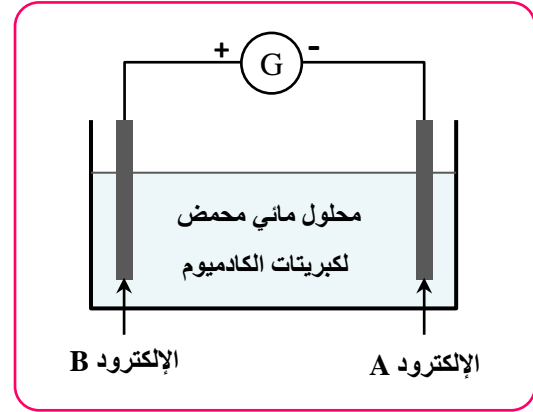 + G -
محلول مائي محمض
لكبريتات الكادميوم
الإلكترود B
الإلكترود A